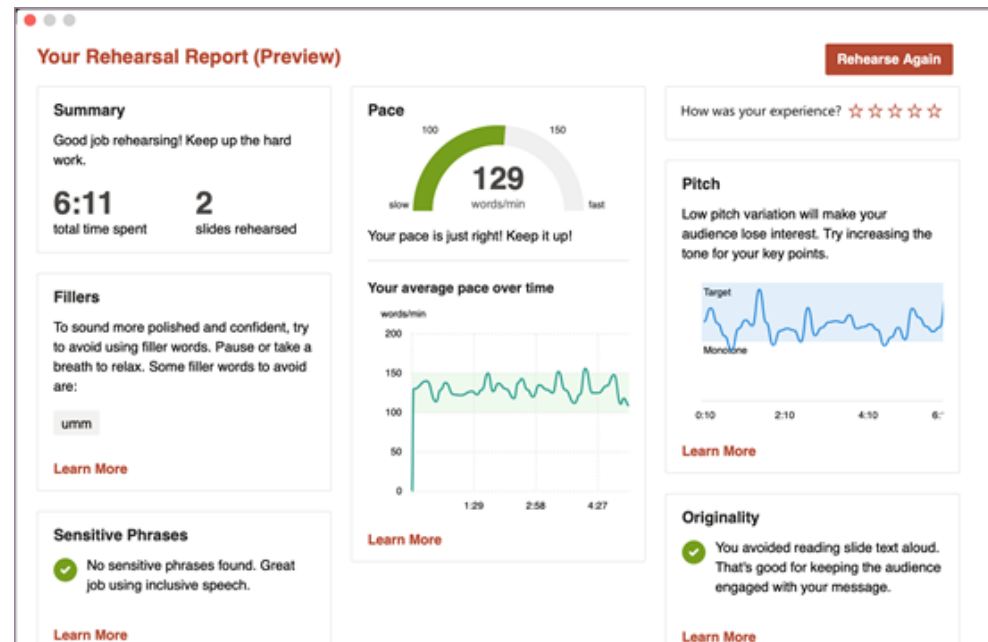 Your Rehearsal Report (Preview)
Rehearse Again
Summary
Good job rehearsing! Keep up the hard
work.
6:11
total time spent
2
slides rehearsed
Fillers
To sound more polished and confident, try
to avoid using filler words. Pause or take a
breath to relax. Some filler words to avoid
are:
umm
Learn More
Sensitive Phrases
No sensitive phrases found. Great
job using inclusive speech.
Learn More
Pace
100
150
129
slow
words/min
fast
Your pace is just right! Keep it up!
Your average pace over time
words/min
200
150
100
50
0
1:29 2:58 4:27
Learn More
How was your experience?
Pitch
Low pitch variation will make your
audience lose interest. Try increasing the
tone for your key points.
Target
Monotone
0:10 2:10 4:10
Learn More
Originality
You avoided reading slide text aloud.
That's good for keeping the audience
engaged with your message.
Learn More